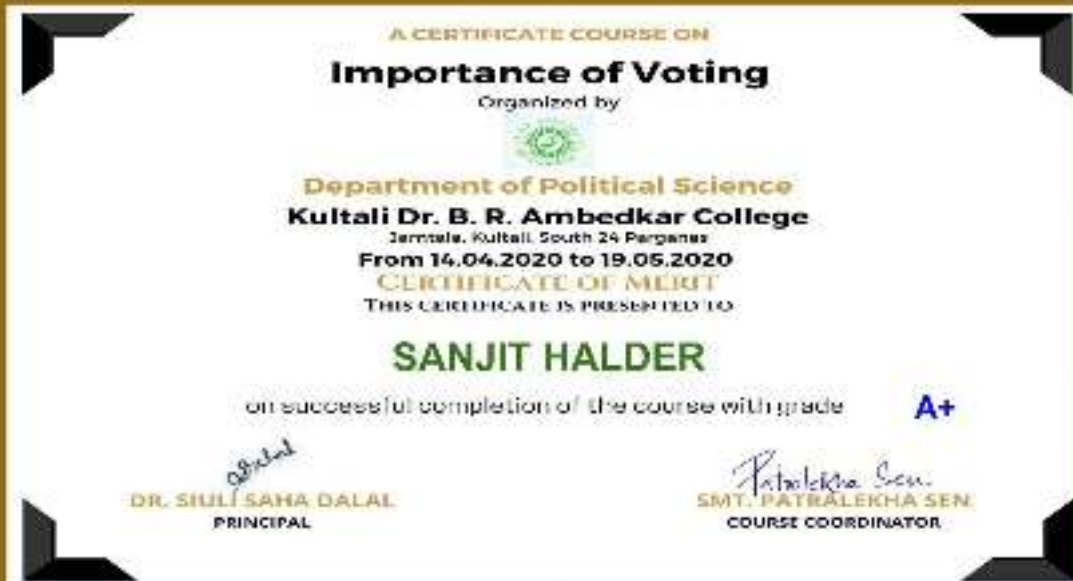 A CERTIFICATE COURSE ON
Importance of Voting
Organized by
Department of Political Science
Kultali Dr. B. R. Ambedkar College
Jamtala, Kultali, South 24 Parganas
From 14.04.2020 to 19.05.2020
CERTIFICATE OF MERIT
THIS CERTIFICATE IS PRESENTED TO
SANJIT HALDER
on successful completion of the course with grade A+
Patralekha Sen.
DR. SIULI SAHA DALAL SMT. PATRALEKHA SEN
PRINCIPAL COURSE COORDINATOR